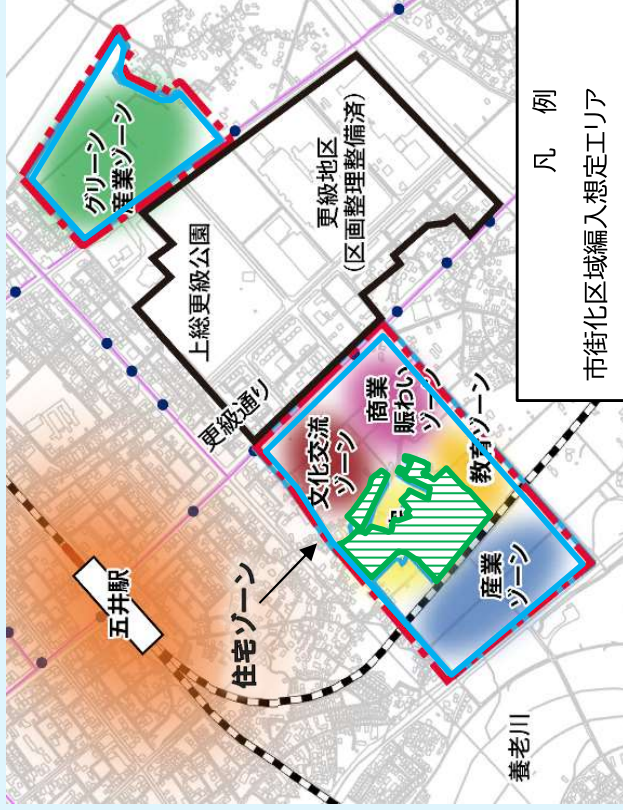 グリーン
産業ゾーン
上総更級公園
更級地区
(区画整理整備済)
更級通り
五井駅
文化交流
ゾーン
商業
賑わい
ゾーン
教育ゾーン
住宅ゾーン
産業
ゾーン
養老川
凡 例
市街化区域編入想定エリア